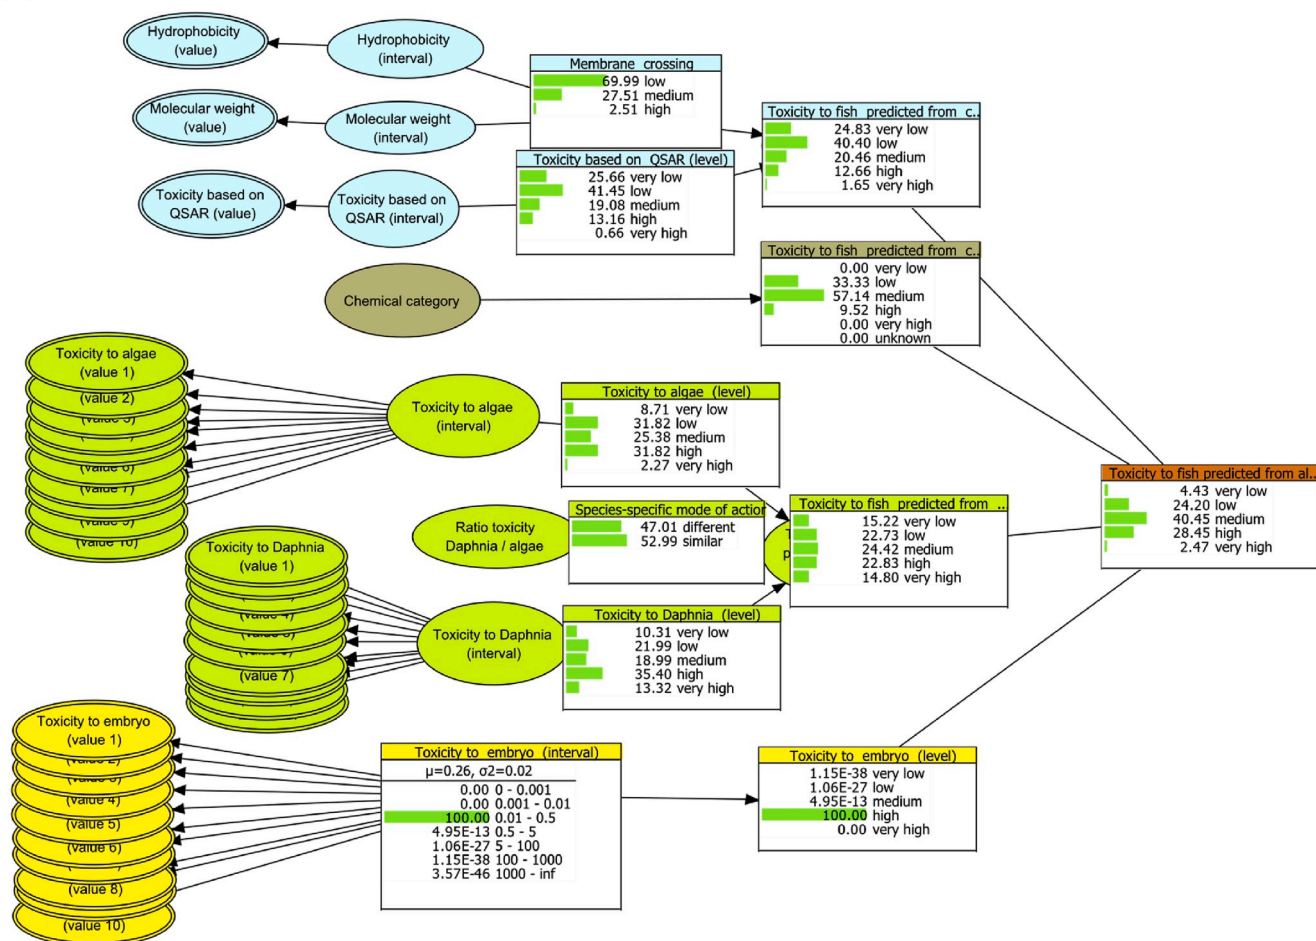 Hydrophobicity
(value)
Hydrophobicity
(interval)
Membrane crossing
69.99 low
27.51 medium
2.51 high
Molecular weight
(value)
Molecular weight
(interval)
Toxicity to fish predicted from c..
24.83 very low
40.40 low
20.46 medium
12.66 high
1.65 very high
Toxicity based on
QSAR (value)
Toxicity based on
QSAR (interval)
Toxicity based on QSAR (level)
25.66 very low
41.45 low
19.08 medium
13.16 high
0.66 very high
Chemical category
Toxicity to fish predicted from c..
0.00 very low
33.33 low
57.14 medium
9.52 high
0.00 very high
0.00 unknown
Toxicity to algae
(value 1)
(value 2)
(value 7)
Toxicity to algae
(interval)
Toxicity to algae (level)
8.71 very low
31.82 low
25.38 medium
31.82 high
2.27 very high
Ratio toxicity
Daphnia / algae
Species-specific mode of action
47.01 different
52.99 similar
Toxicity to fish predicted from ...
15.22 very low
22.73 low
24.42 medium
22.83 high
14.80 very high
Toxicity to fish predicted from al..
4.43 very low
24.20 low
40.45 medium
28.45 high
2.47 very high
Toxicity to Daphnia
(value 1)
(value 7)
Toxicity to Daphnia
(interval)
Toxicity to Daphnia (level)
10.31 very low
21.99 low
18.99 medium
35.40 high
13.32 very high
Toxicity to embryo
(value 1)
(value 4)
(value 5)
(value 6)
(value 8)
(value 10)
Toxicity to embryo (interval)
μ=0.26, σ2=0.02
0.00 0 - 0.001
0.00 0.001 - 0.01
100.00 0.01 - 0.5
4.95E-13 0.5 - 5
1.06E-27 5 - 100
1.15E-38 100 - 1000
3.57E-46 1000 - inf
Toxicity to embryo (level)
1.15E-38 very low
1.06E-27 low
4.95E-13 medium
100.00 high
0.00 very high